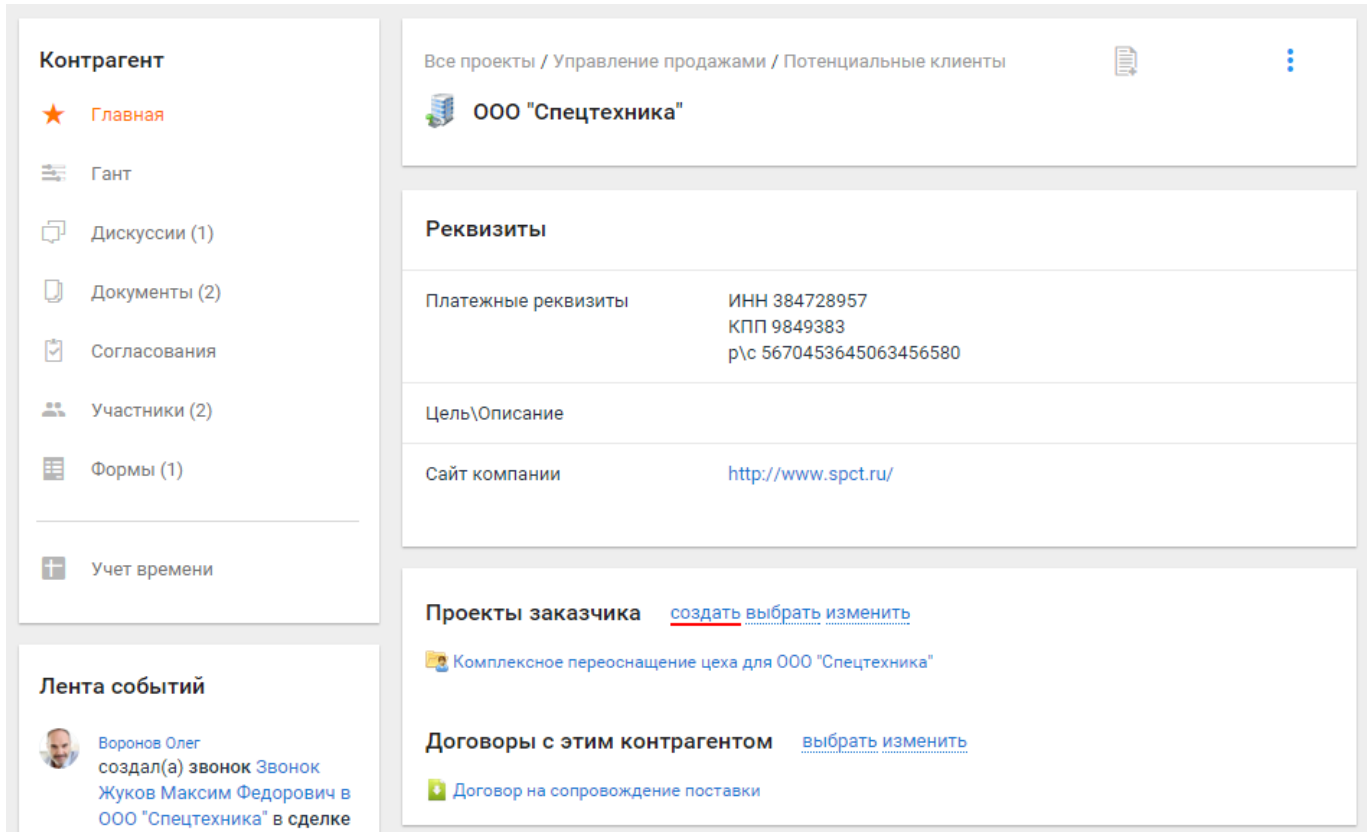 Контрагент
Главная
Гант
Дискуссии (1)
Документы (2)
Согласования
Участники (2)
Формы (1)
Учет времени
Лента событий
Воронов Олег
создал(а) звонок Звонок
Жуков Максим Федорович в
ООО "Спецтехника" в сделке
Все проекты / Управление продажами / Потенциальные клиенты
ООО "Спецтехника"
Реквизиты
Платежные реквизиты ИНН 384728957
КПП 9849383
р\с 5670453645063456580
Цель\Описание
Сайт компании http://www.spct.ru/
Проекты заказчика создать выбрать изменить
Комплексное переоснащение цеха для ООО "Спецтехника"
Договоры с этим контрагентом выбрать изменить
Договор на сопровождение поставки